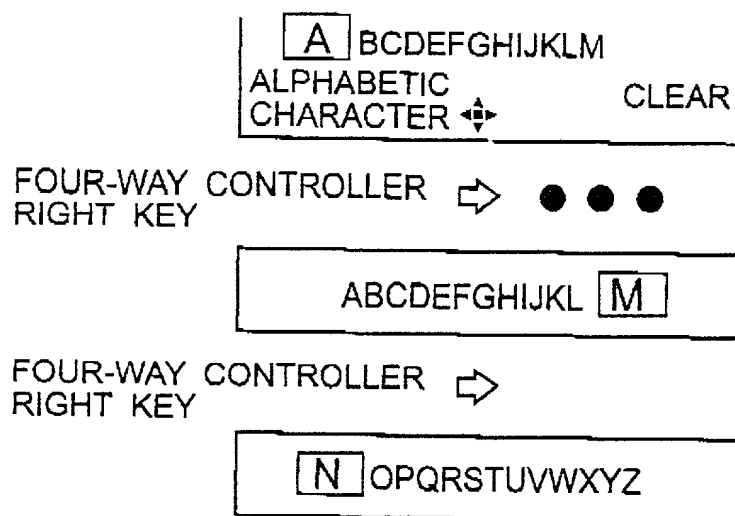 A BCDEFGHIJKLM
ALPHABETIC
CHARACTER
CLEAR
FOUR-WAY CONTROLLER
RIGHT KEY
ABCDEFGHIJKL M
FOUR-WAY CONTROLLER
RIGHT KEY
N OPQRSTUVWXYZ